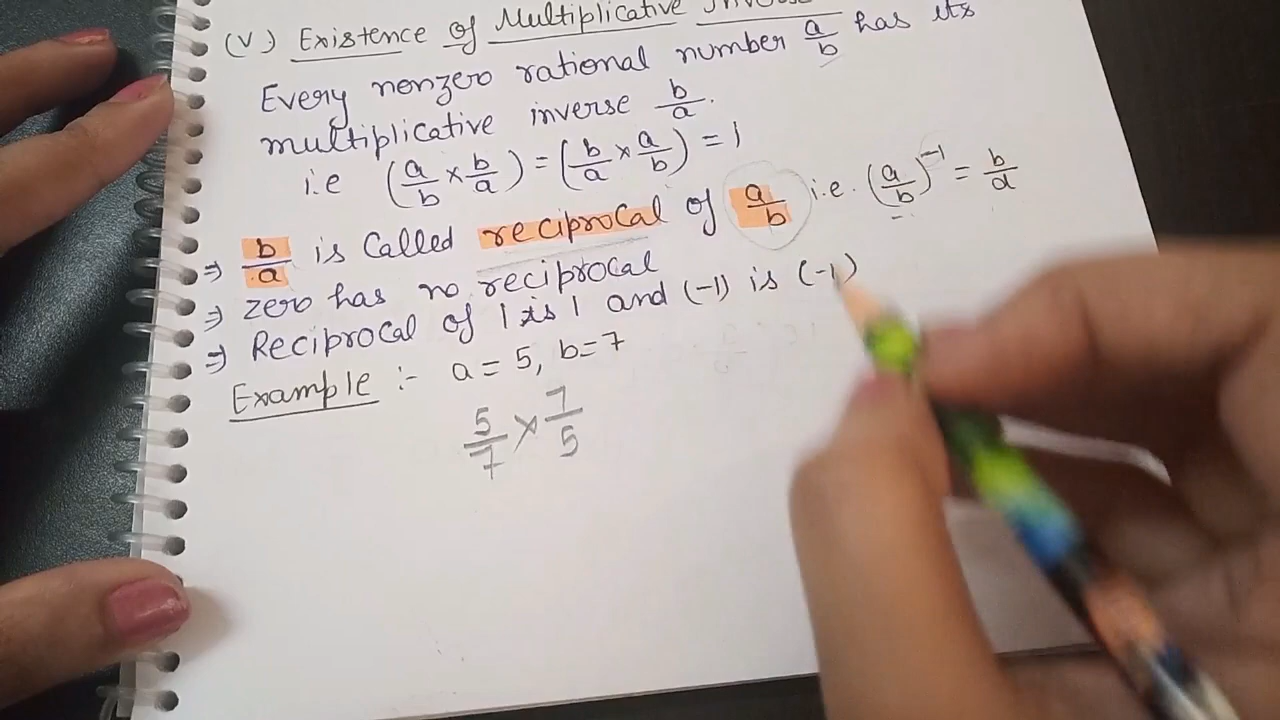 (V) Existence of Multiplicative Inverse
Every nonzero rational number a/b has its
multiplicative inverse b/a.
i.e (a/b × b/a) = (b/a × a/b) = 1
⇒ b/a is called reciprocal of a/b i.e. (a/b)⁻¹ = b/a
⇒ zero has no reciprocal
⇒ Reciprocal of 1 is 1 and (-1) is (-1)
Example :- a = 5, b=7
5/7 × 7/5